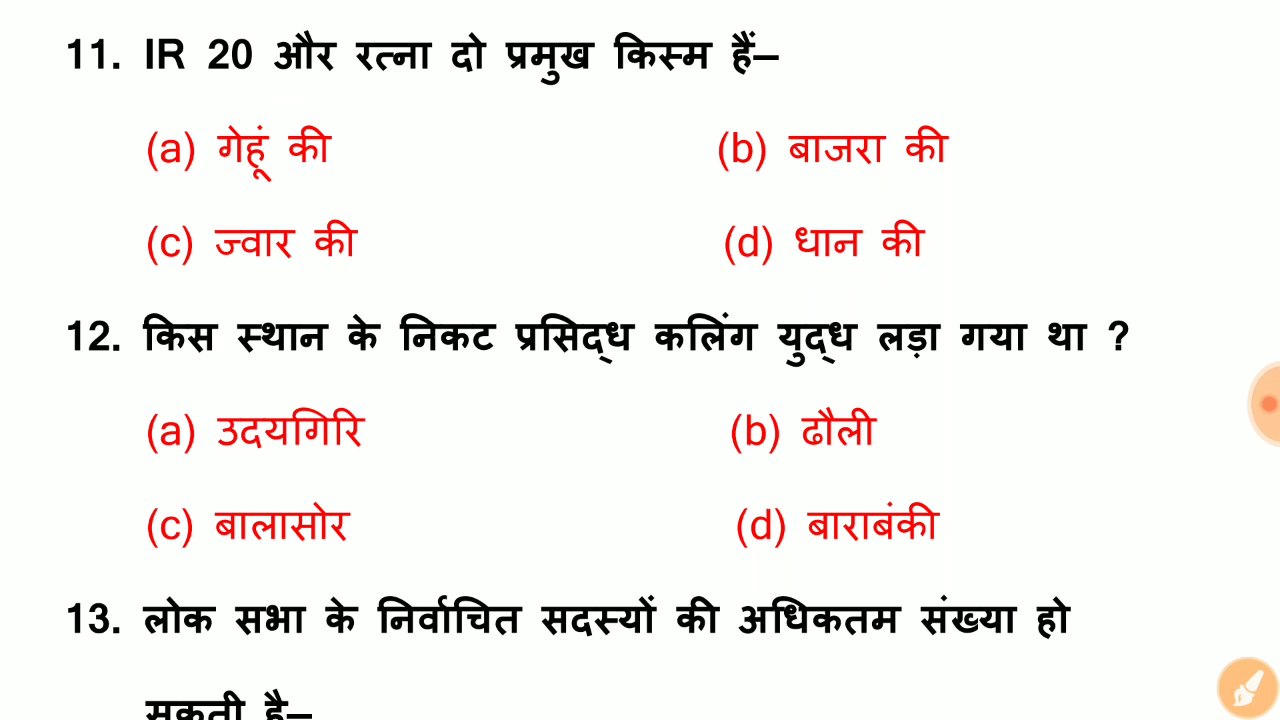 11. IR 20 और रत्ना दो प्रमुख किस्म हैं–
(a) गेहूं की (b) बाजरा की
(c) ज्वार की (d) धान की
12. किस स्थान के निकट प्रसिद्ध कलिंग युद्ध लड़ा गया था ?
(a) उदयगिरि (b) ढौली
(c) बालासोर (d) बाराबंकी
13. लोक सभा के निर्वाचित सदस्यों की अधिकतम संख्या हो
सकती है–